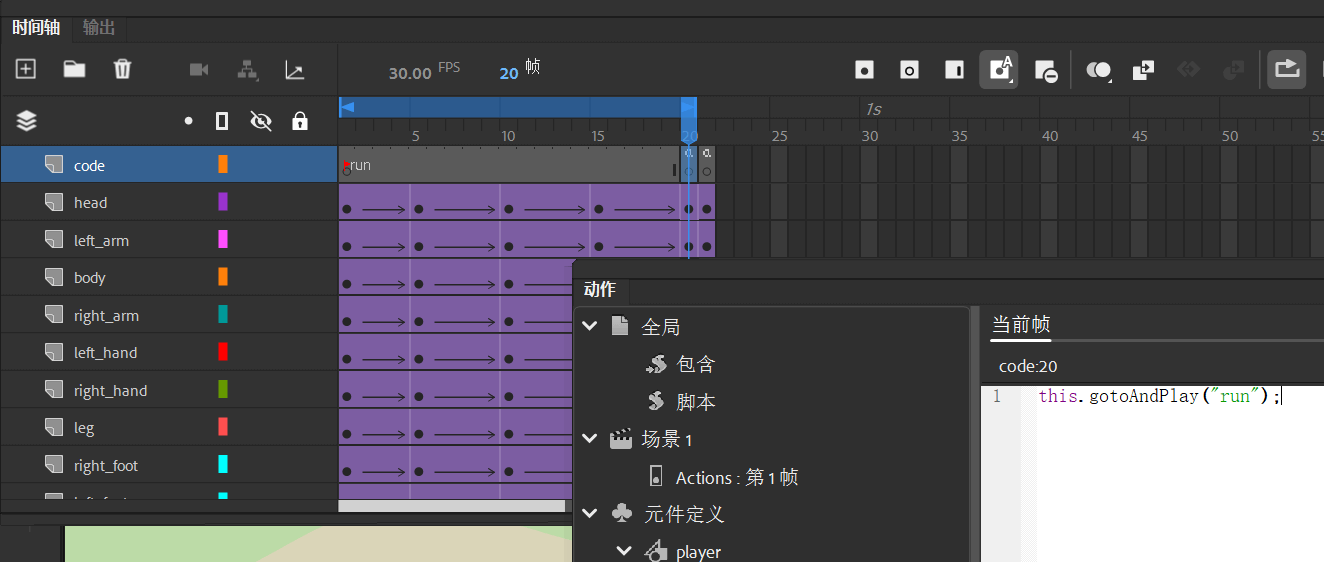 时间轴 输出
30.00 FPS 20 帧
1s
5 10 15 20 25 30 35 40 45 50 55
code run a a
head
left_arm
body
动作
right_arm
全局
当前帧
left_hand
包含
code:20
right_hand
脚本
1 this.gotoAndPlay("run");
leg
场景 1
right_foot
Actions : 第 1 帧
元件定义
player